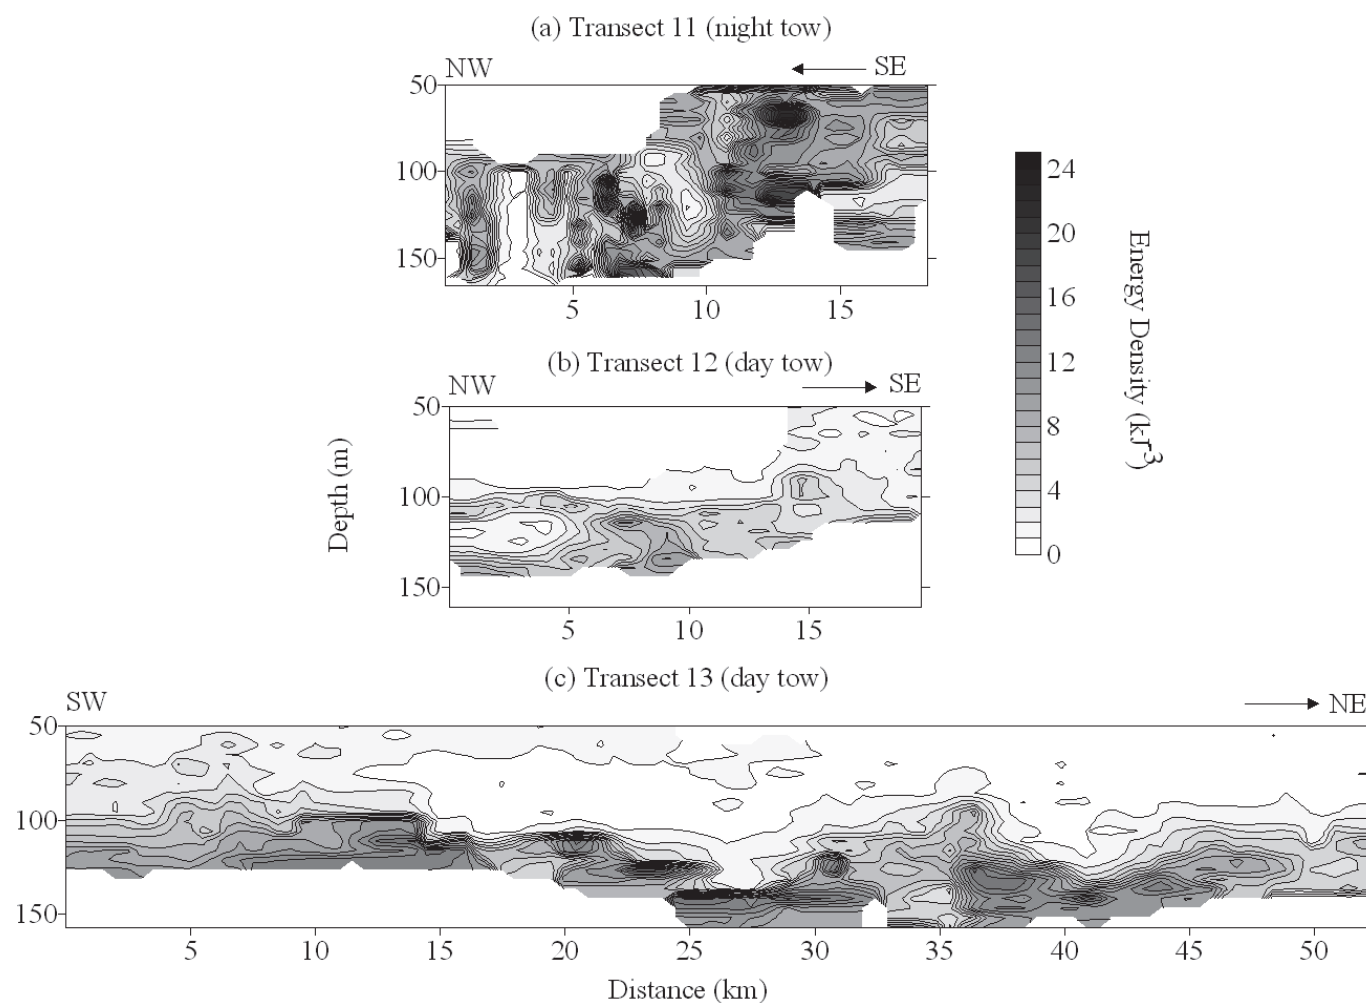 (a) Transect 11 (night tow)
NW SE
50
100
150
5 10 15
24
20
16
12
8
4
0
Energy Density (kJ⁻³)
(b) Transect 12 (day tow)
NW SE
50
100
150
5 10 15
Depth (m)
(c) Transect 13 (day tow)
SW NE
50
100
150
5 10 15 20 25 30 35 40 45 50
Distance (km)